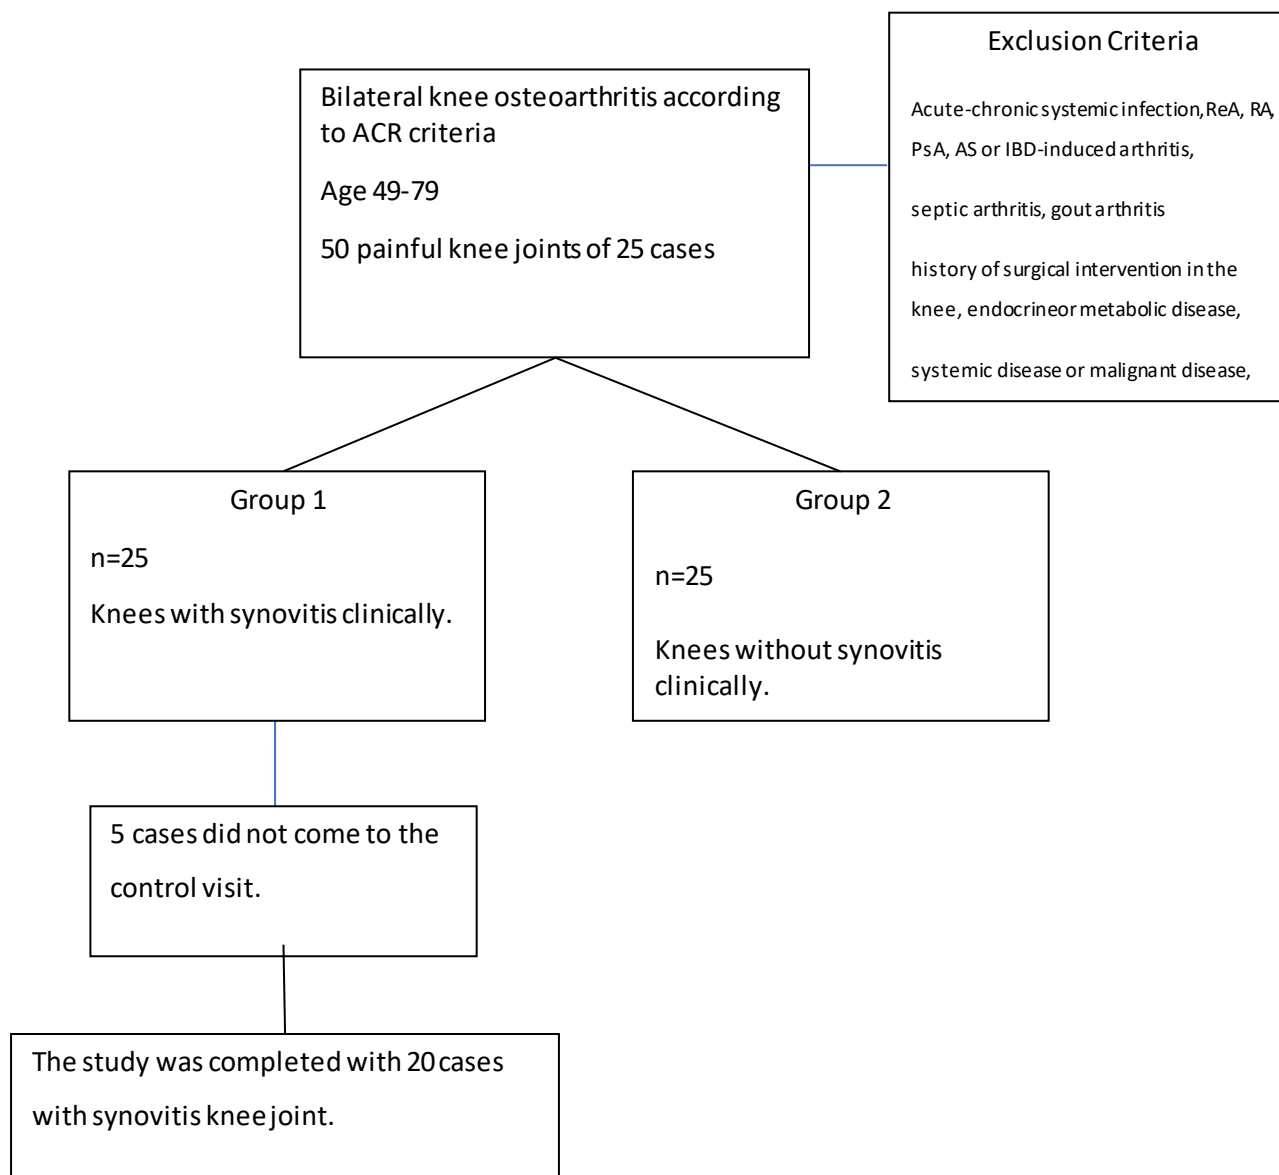 Bilateral knee osteoarthritis according
to ACR criteria
Age 49-79
50 painful knee joints of 25 cases
Exclusion Criteria
Acute-chronic systemic infection,ReA, RA,
PsA, AS or IBD-induced arthritis,
septic arthritis, gout arthritis
history of surgical intervention in the
knee, endocrineor metabolic disease,
systemic disease or malignant disease,
Group 1
n=25
Knees with synovitis clinically.
Group 2
n=25
Knees without synovitis
clinically.
5 cases did not come to the
control visit.
The study was completed with 20 cases
with synovitis knee joint.